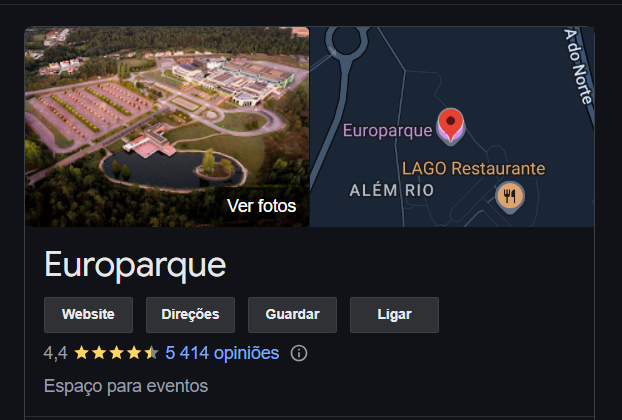 A do Norte
Europarque
LAGO Restaurante
ALÉM RIO
Ver fotos
Europarque
Website
Direções
Guardar
Ligar
4,4
5 414 opiniões
Espaço para eventos